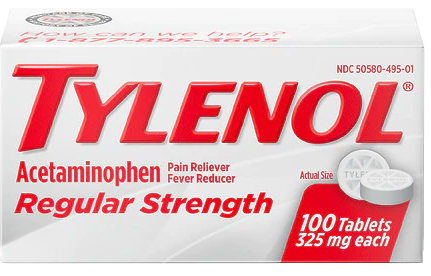 How can we help?
1-877-895-3665
TYLENOL
NDC 50580-495-01
TYLENOL®
Acetaminophen
Pain Reliever
Fever Reducer
Actual Size
TYLE
Regular Strength
100 Tablets
325 mg each